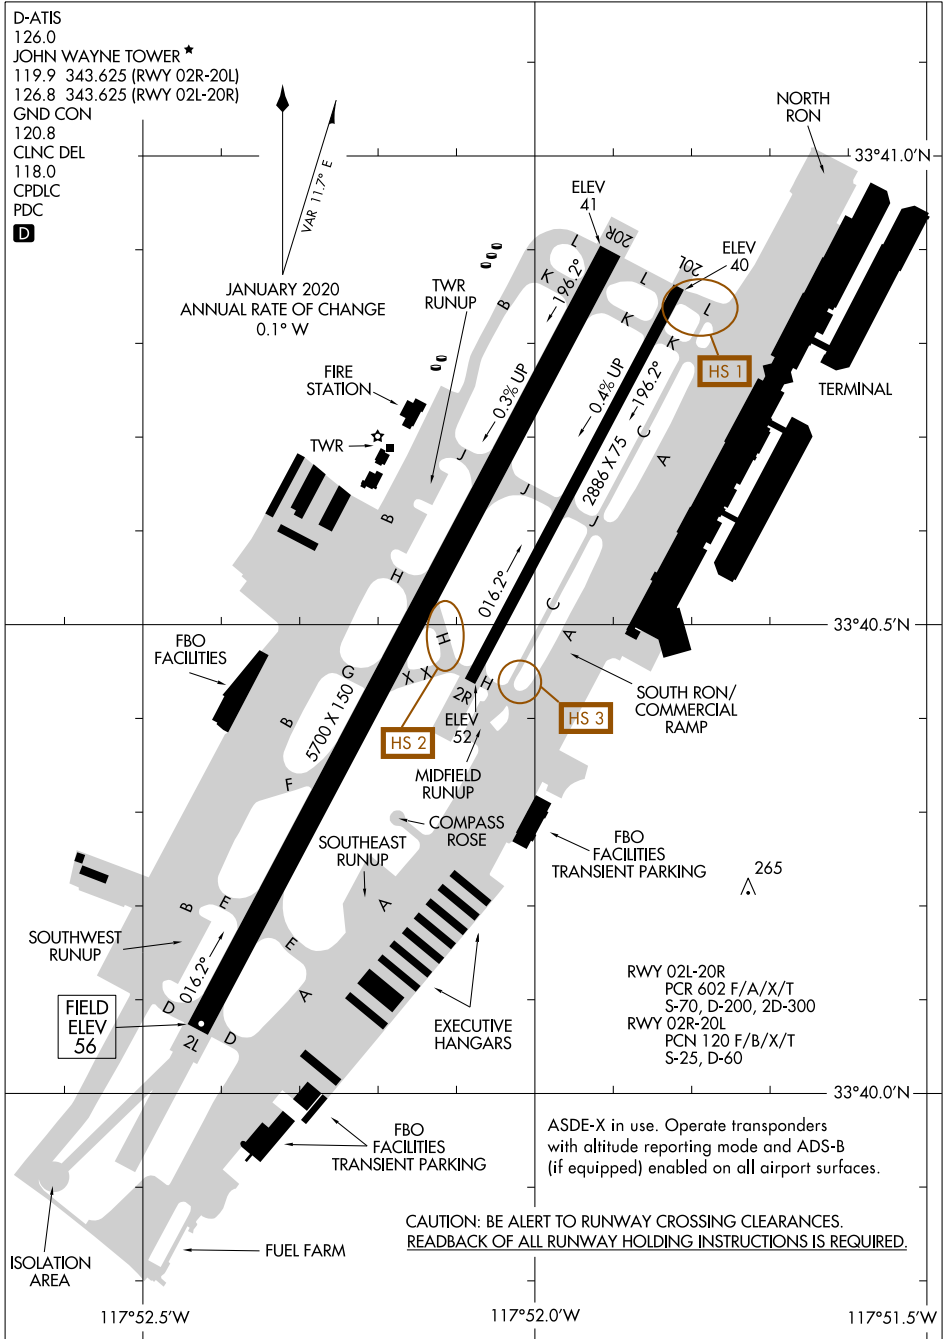 D-ATIS
126.0
JOHN WAYNE TOWER ★
119.9 343.625 (RWY 02R-20L)
126.8 343.625 (RWY 02L-20R)
GND CON
120.8
CLNC DEL
118.0
CPDLC
PDC
D
VAR 11.7° E
JANUARY 2020
ANNUAL RATE OF CHANGE
0.1° W
NORTH
RON
33°41.0'N
ELEV
41
20R
L
ELEV
40
20L
L
L
K
196.2°
B
TWR
RUNUP
K
K
HS 1
TERMINAL
FIRE
STATION
TWR
0.3% UP
0.4% UP
196.2°
2886 X 75
C
A
J
J
J
B
H
016.2°
C
A
H
33°40.5'N
FBO
FACILITIES
G
X
X
2R
H
SOUTH RON/
COMMERCIAL
RAMP
B
5700 X 150
HS 2
ELEV
52
HS 3
MIDFIELD
RUNUP
F
COMPASS
ROSE
SOUTHEAST
RUNUP
FBO
FACILITIES
TRANSIENT PARKING
265
B
E
A
SOUTHWEST
RUNUP
E
016.2°
A
D
D
2L
FIELD
ELEV
56
EXECUTIVE
HANGARS
RWY 02L-20R
PCR 602 F/A/X/T
S-70, D-200, 2D-300
RWY 02R-20L
PCN 120 F/B/X/T
S-25, D-60
33°40.0'N
FBO
FACILITIES
TRANSIENT PARKING
ASDE-X in use. Operate transponders
with altitude reporting mode and ADS-B
(if equipped) enabled on all airport surfaces.
CAUTION: BE ALERT TO RUNWAY CROSSING CLEARANCES.
READBACK OF ALL RUNWAY HOLDING INSTRUCTIONS IS REQUIRED.
FUEL FARM
ISOLATION
AREA
117°52.5'W
117°52.0'W
117°51.5'W